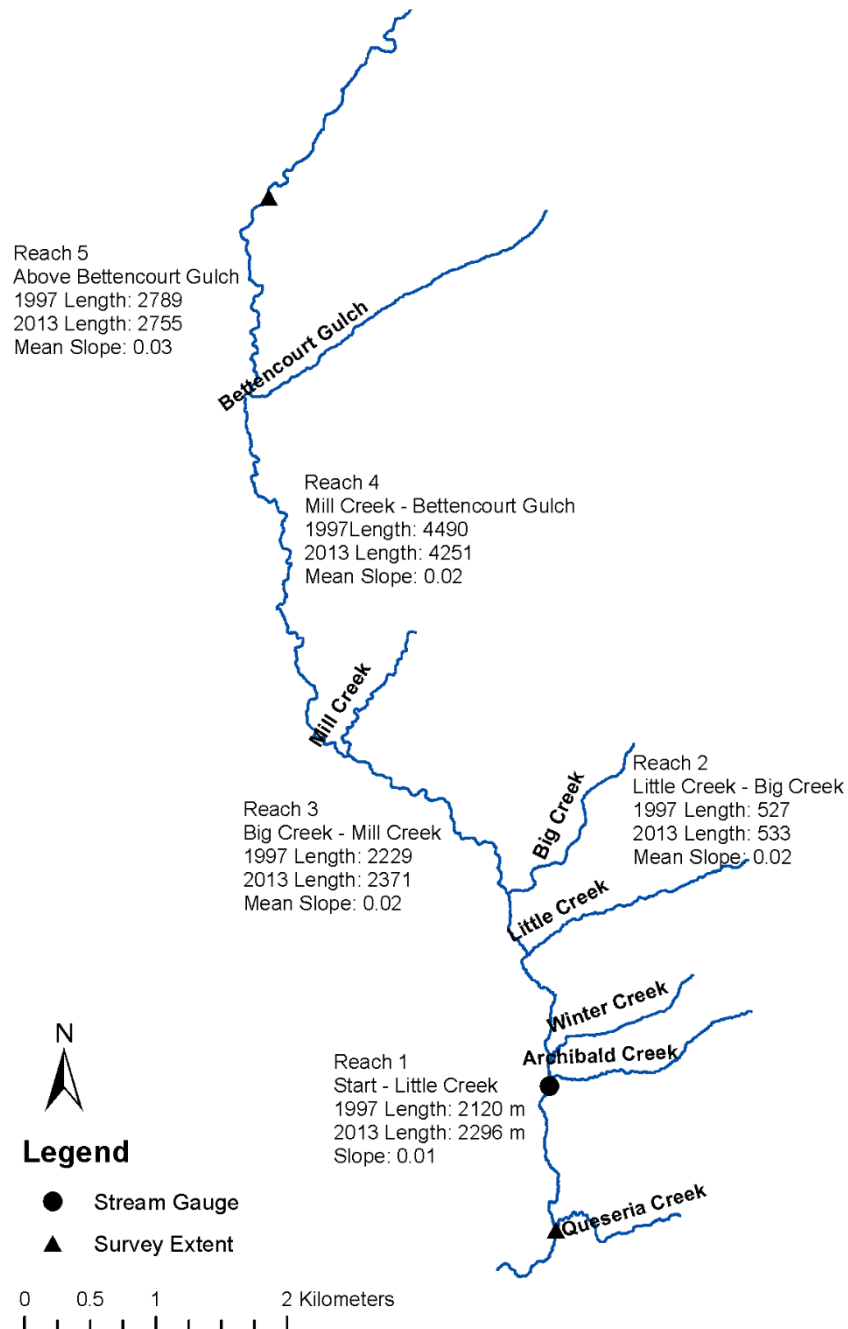 Reach 5
Above Bettencourt Gulch
1997 Length: 2789
2013 Length: 2755
Mean Slope: 0.03
Bettencourt Gulch
Reach 4
Mill Creek - Bettencourt Gulch
1997Length: 4490
2013 Length: 4251
Mean Slope: 0.02
Mill Creek
Reach 3
Big Creek - Mill Creek
1997 Length: 2229
2013 Length: 2371
Mean Slope: 0.02
Big Creek
Reach 2
Little Creek - Big Creek
1997 Length: 527
2013 Length: 533
Mean Slope: 0.02
Little Creek
Winter Creek
Archibald Creek
Reach 1
Start - Little Creek
1997 Length: 2120 m
2013 Length: 2296 m
Slope: 0.01
Queseria Creek
N
Legend
Stream Gauge
Survey Extent
0 0.5 1 2 Kilometers